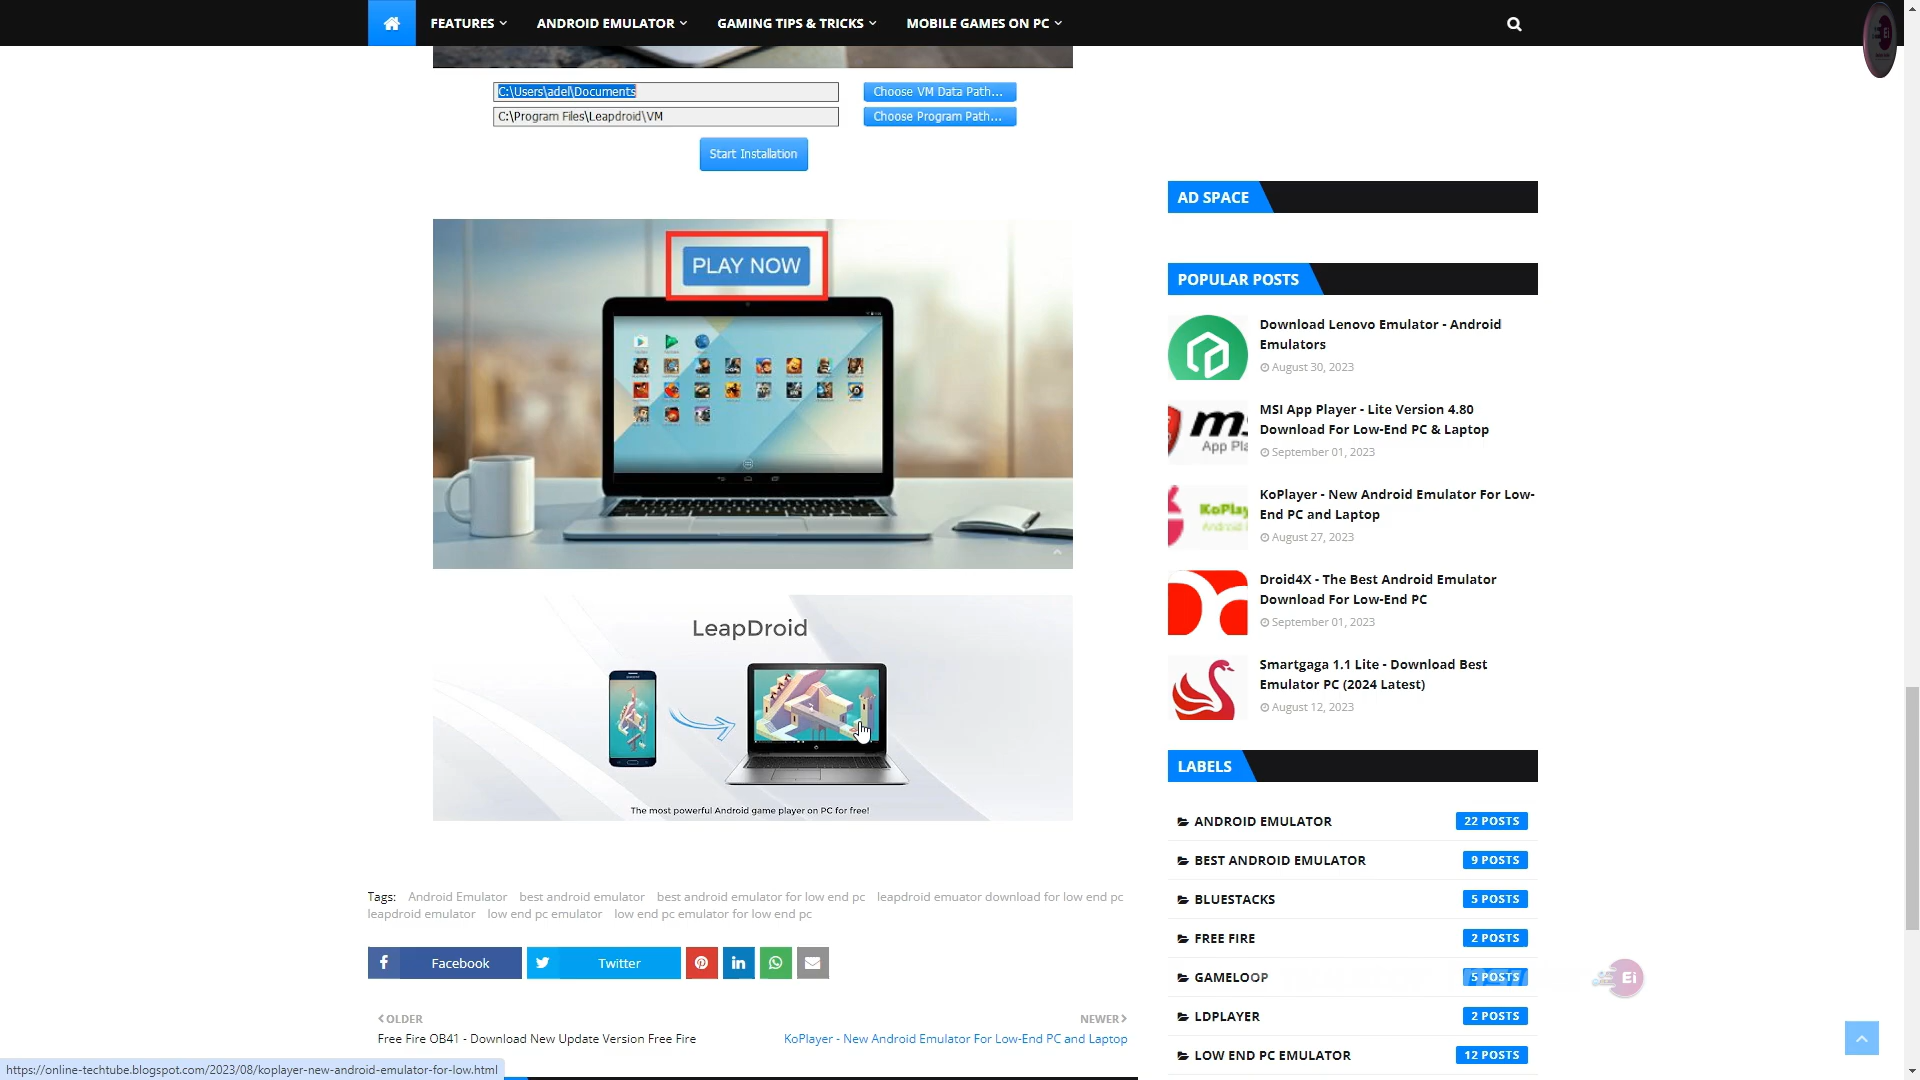 FEATURES
ANDROID EMULATOR
GAMING TIPS & TRICKS
MOBILE GAMES ON PC
C:\Users\adel\Documents
Choose VM Data Path...
C:\Program Files\Leapdroid\VM
Choose Program Path...
Start Installation
PLAY NOW
LeapDroid
The most powerful Android game player on PC for free!
Tags: Android Emulator best android emulator best android emulator for low end pc leapdroid emuator download for low end pc
leapdroid emulator low end pc emulator low end pc emulator for low end pc
Facebook
Twitter
OLDER
Free Fire OB41 - Download New Update Version Free Fire
NEWER
KoPlayer - New Android Emulator For Low-End PC and Laptop
AD SPACE
POPULAR POSTS
Download Lenovo Emulator - Android
Emulators
August 30, 2023
App Pla
MSI App Player - Lite Version 4.80
Download For Low-End PC & Laptop
September 01, 2023
KoPlay
Android
KoPlayer - New Android Emulator For Low-
End PC and Laptop
August 27, 2023
Droid4X - The Best Android Emulator
Download For Low-End PC
September 01, 2023
Smartgaga 1.1 Lite - Download Best
Emulator PC (2024 Latest)
August 12, 2023
LABELS
ANDROID EMULATOR 22 POSTS
BEST ANDROID EMULATOR 9 POSTS
BLUESTACKS 5 POSTS
FREE FIRE 2 POSTS
GAMELOOP 5 POSTS
LDPLAYER 2 POSTS
LOW END PC EMULATOR 12 POSTS
Ei
https://online-techtube.blogspot.com/2023/08/koplayer-new-android-emulator-for-low.html